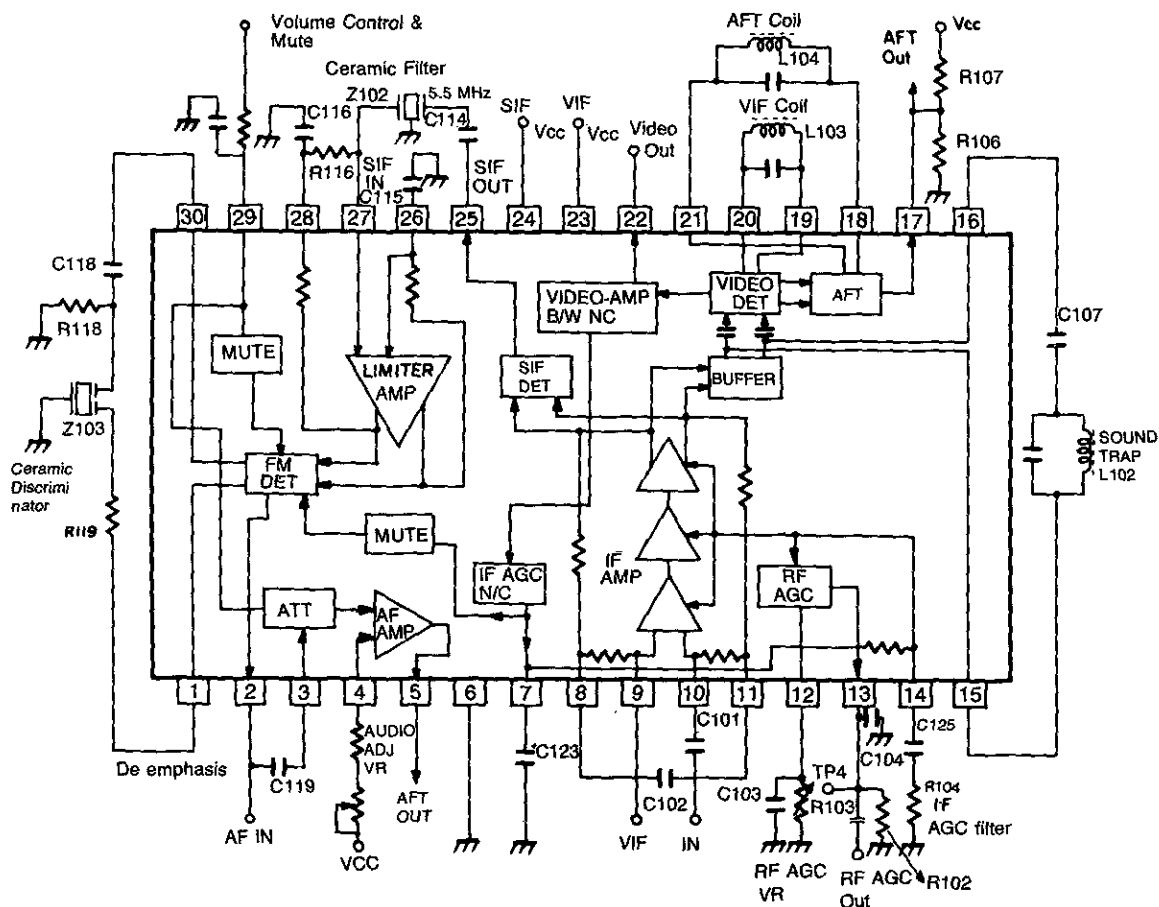 Volume Control &
Mute
Ceramic Filter
Z102
5.5 MHz
C116
C114
R116
SIF
IN
C115
SIF
OUT
SIF
Vcc
VIF
Vcc
Video
Out
AFT Coil
L104
VIF Coil
L103
AFT
Out
Vcc
R107
R106
30
29
28
27
26
25
24
23
22
21
20
19
18
17
16
C118
R118
Z103
Ceramic
Discrimi
nator
R119
MUTE
LIMITER
AMP
FM
DET
MUTE
ATT
AF
AMP
SIF
DET
VIDEO-AMP
B/W NC
VIDEO
DET
AFT
BUFFER
IF AGC
N/C
IF
AMP
RF
AGC
C107
SOUND
TRAP
L102
1
2
3
4
5
6
7
8
9
10
11
12
13
14
15
De emphasis
C119
AF IN
AUDIO
ADJ
VR
VCC
AFT
OUT
C123
C102
VIF
C101
IN
C103
R103
RF AGC
VR
TP4
C104
RF AGC
Out
R102
C125
R104
IF
AGC filter